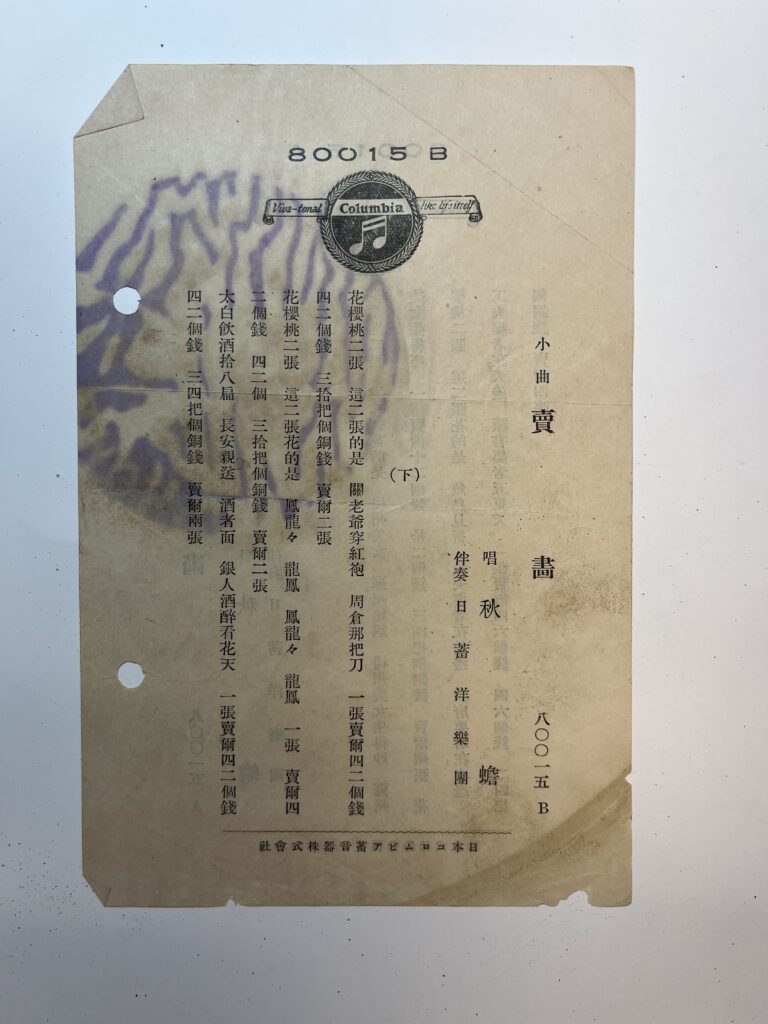 80015 B
Viva-tonal Columbia like life itself
小曲 賣畵 八〇〇一五 B
唱 秋蟾
伴奏 日蓄洋樂團
(下)
花櫻桃二張 這二張的是 關老爺穿紅袍 周倉那把刀 一張賣爾四二個錢
四二個錢 三拾把個銅錢 賣爾二張
花櫻桃二張 這二張花的是 鳳龍々 龍鳳 鳳龍々 龍鳳 一張 賣爾四
二個錢 四二個 三拾把個銅錢 賣爾二張
太白飲酒拾八扁 長安親送 酒者面 銀人酒醉看花天 一張賣爾四二個錢
四二個錢 三四把個銅錢 賣爾兩張
日本コロムビア蓄音器株式會社